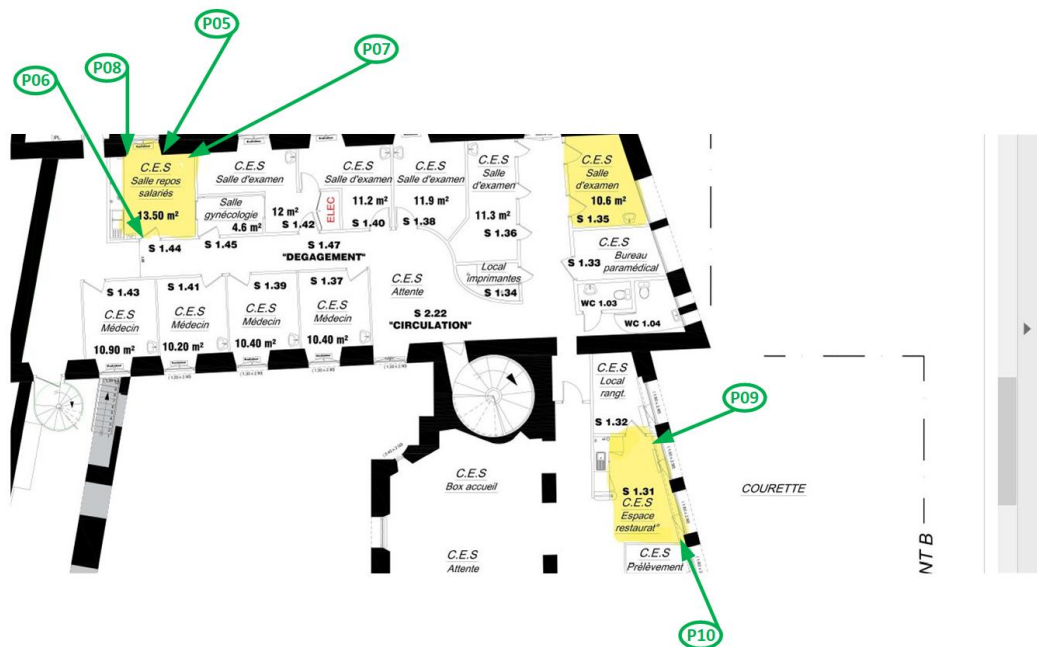 P05
P07
P08
P06
C.E.S
Salle repos
salariés
13.50 m²
C.E.S
Salle d'examen
Salle
gynécologie
4.6 m²
12 m²
S 1.42
ELEC
C.E.S
Salle d'examen
11.2 m²
S 1.40
C.E.S
Salle d'examen
11.9 m²
S 1.38
C.E.S
Salle
d'examen
11.3 m²
S 1.36
C.E.S
Salle
d'examen
10.6 m²
S 1.35
S 1.44
S 1.45
S 1.47
"DEGAGEMENT"
S 1.33
C.E.S
Bureau
paramédical
Local
imprimantes
S 1.34
WC 1.03
WC 1.04
S 1.43
C.E.S
Médecin
10.90 m²
S 1.41
C.E.S
Médecin
10.20 m²
S 1.39
C.E.S
Médecin
10.40 m²
S 1.37
C.E.S
Médecin
10.40 m²
C.E.S
Attente
S 2.22
"CIRCULATION"
C.E.S
Local
rangt.
S 1.32
P09
C.E.S
Box accueil
S 1.31
C.E.S
Espace
restaurat°
COURETTE
C.E.S
Attente
C.E.S
Prélèvement
NT B
P10